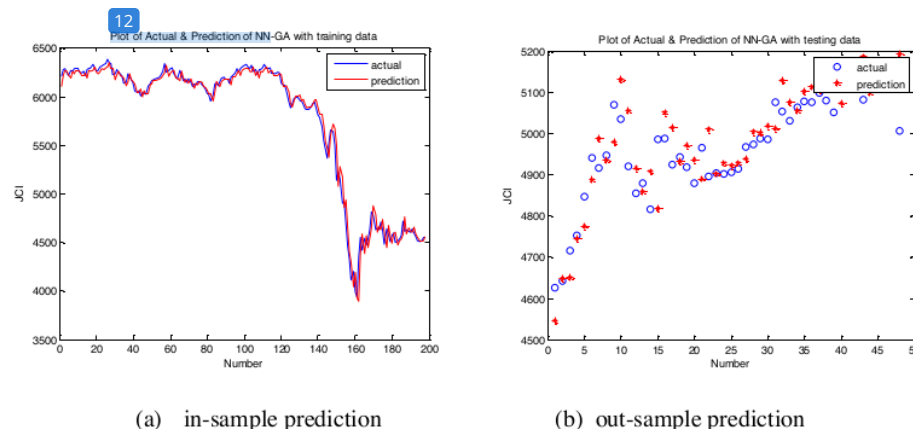 12
Plot of Actual & Prediction of NN-GA with training data
Plot of Actual & Prediction of NN-GA with testing data
6500
6000
5500
5000
4500
4000
3500
JCI
actual
prediction
0 20 40 60 80 100 120 140 160 180 200
Number
5200
5100
5000
4900
4800
4700
4600
4500
JCI
actual
prediction
0 5 10 15 20 25 30 35 40 45
Number
(a) in-sample prediction
(b) out-sample prediction